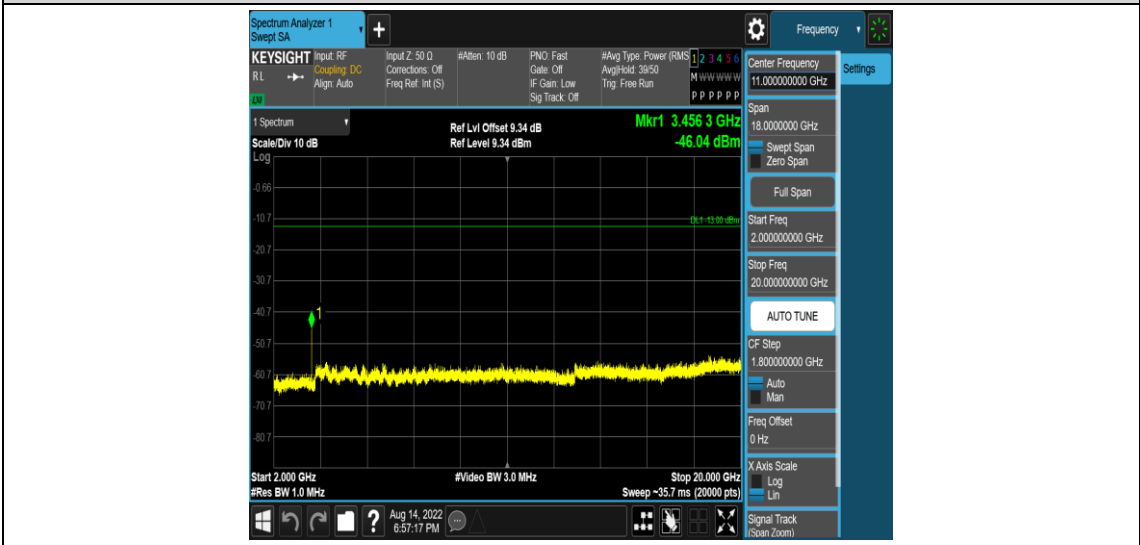 Spectrum Analyzer 1
Swept SA
Frequency
KEYSIGHT
RL
Input: RF
Coupling: DC
Align: Auto
Input Z: 50 Ω
Corrections: Off
Freq Ref: Int (S)
#Atten: 10 dB
PNO: Fast
Gate: Off
IF Gain: Low
Sig Track: Off
#Avg Type: Power (RMS
Avg|Hold: 39/50
Trig: Free Run
1 2 3 4 5 6
M W W W W W
P P P P P P
1 Spectrum
Scale/Div 10 dB
Log
Ref Lvl Offset 9.34 dB
Ref Level 9.34 dBm
Mkr1 3.456 3 GHz
-46.04 dBm
-0.66
-10.7
-20.7
-30.7
-40.7
-50.7
-60.7
-70.7
-80.7
DL1 -13.00 dBm
1
Start 2.000 GHz
#Res BW 1.0 MHz
#Video BW 3.0 MHz
Stop 20.000 GHz
Sweep ~35.7 ms (20000 pts)
Aug 14, 2022
6:57:17 PM
Center Frequency
11.000000000 GHz
Settings
Span
18.0000000 GHz
Swept Span
Zero Span
Full Span
Start Freq
2.000000000 GHz
Stop Freq
20.000000000 GHz
AUTO TUNE
CF Step
1.800000000 GHz
Auto
Man
Freq Offset
0 Hz
X Axis Scale
Log
Lin
Signal Track
(Span Zoom)